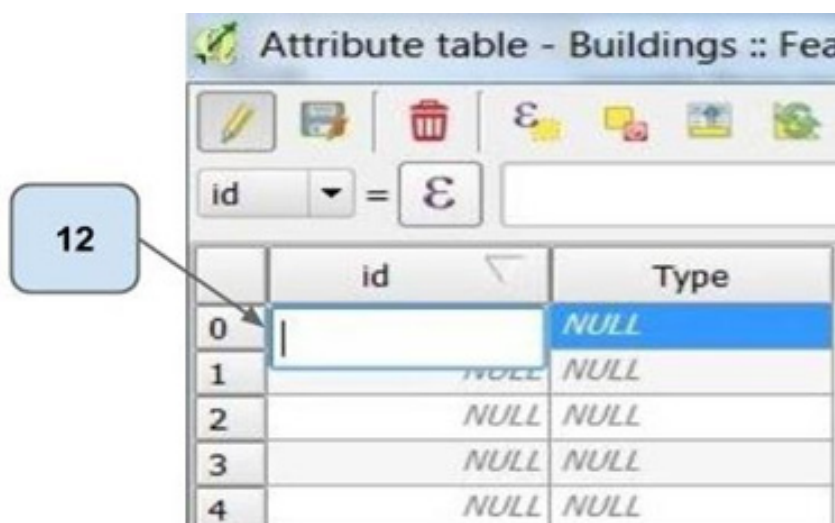 Attribute table - Buildings :: Fea
id = ε
12
id Type
0 NULL
1 NULL NULL
2 NULL NULL
3 NULL NULL
4 NULL NULL